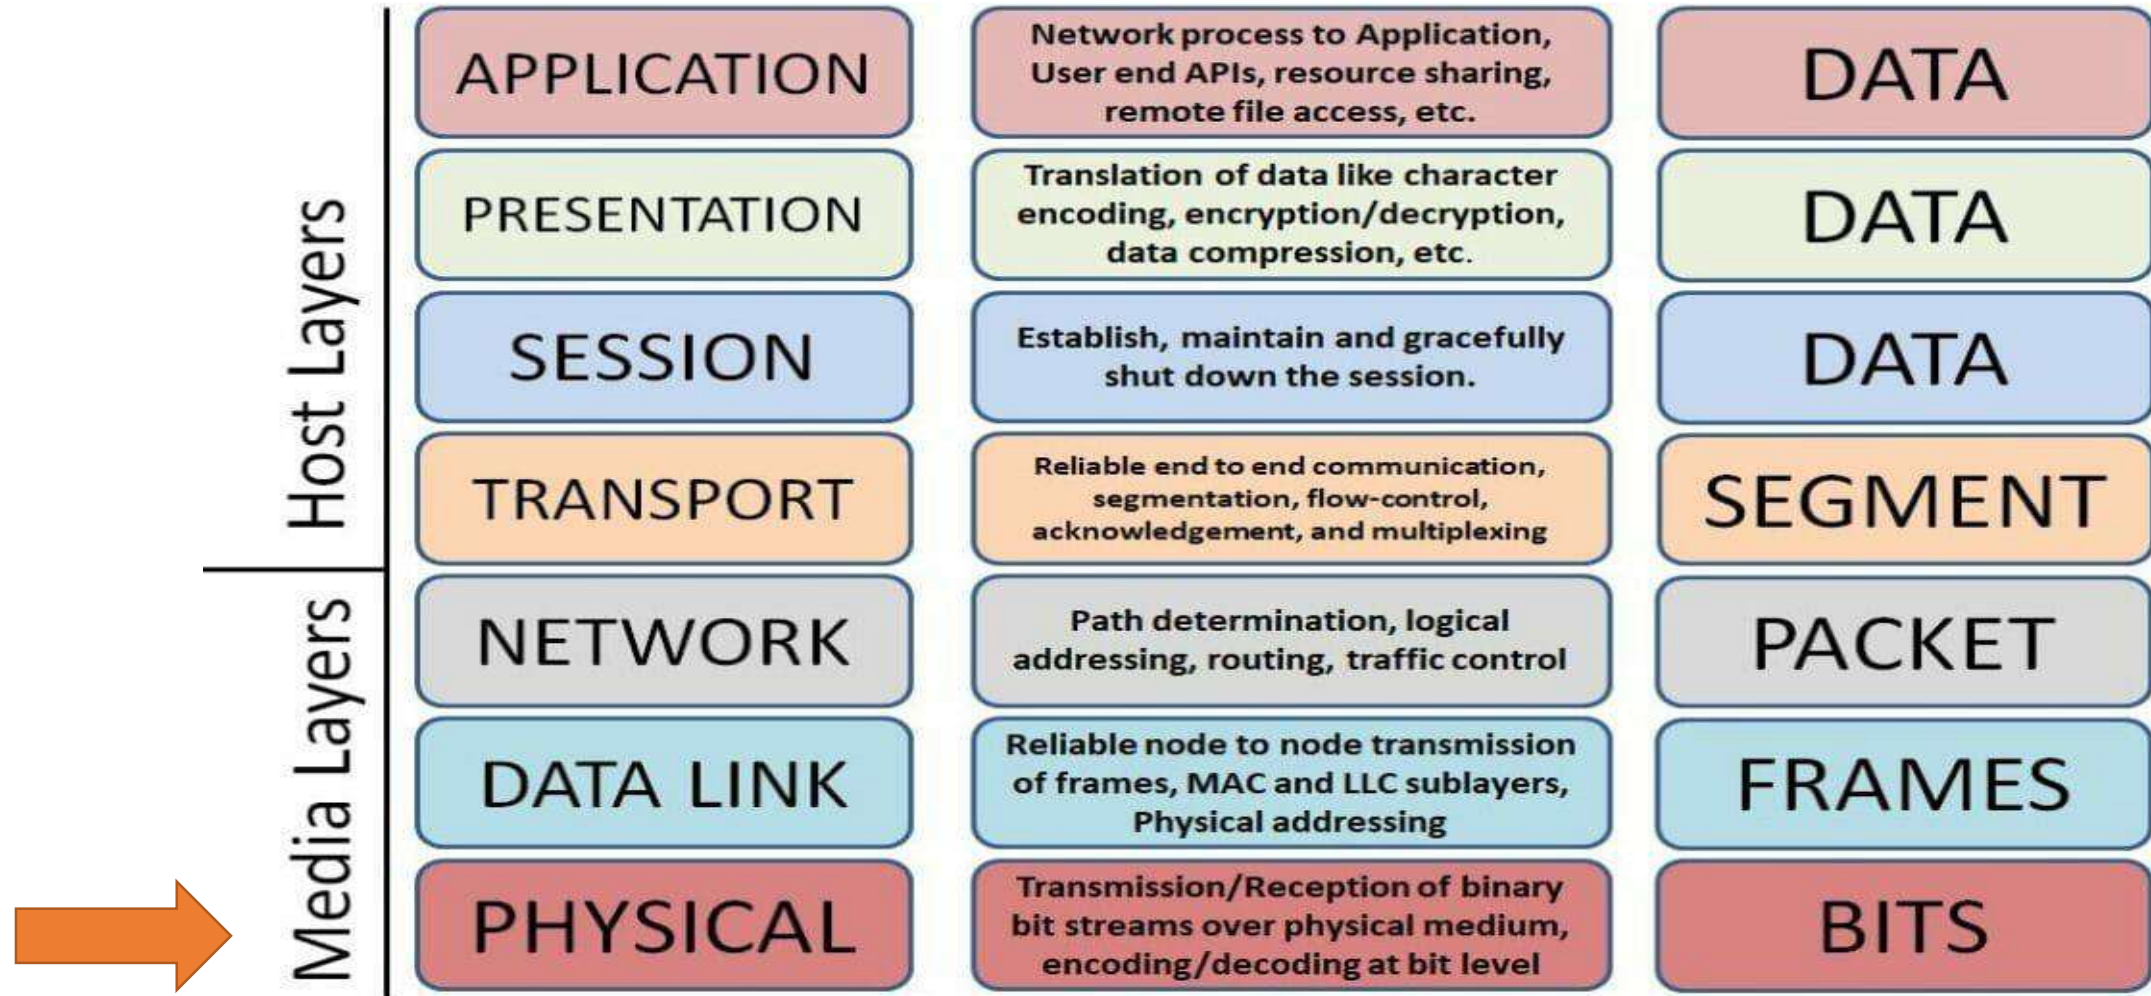 Host Layers
APPLICATION
Network process to Application,
User end APIs, resource sharing,
remote file access, etc.
DATA
PRESENTATION
Translation of data like character
encoding, encryption/decryption,
data compression, etc.
DATA
SESSION
Establish, maintain and gracefully
shut down the session.
DATA
TRANSPORT
Reliable end to end communication,
segmentation, flow-control,
acknowledgement, and multiplexing
SEGMENT
Media Layers
NETWORK
Path determination, logical
addressing, routing, traffic control
PACKET
DATA LINK
Reliable node to node transmission
of frames, MAC and LLC sublayers,
Physical addressing
FRAMES
PHYSICAL
Transmission/Reception of binary
bit streams over physical medium,
encoding/decoding at bit level
BITS